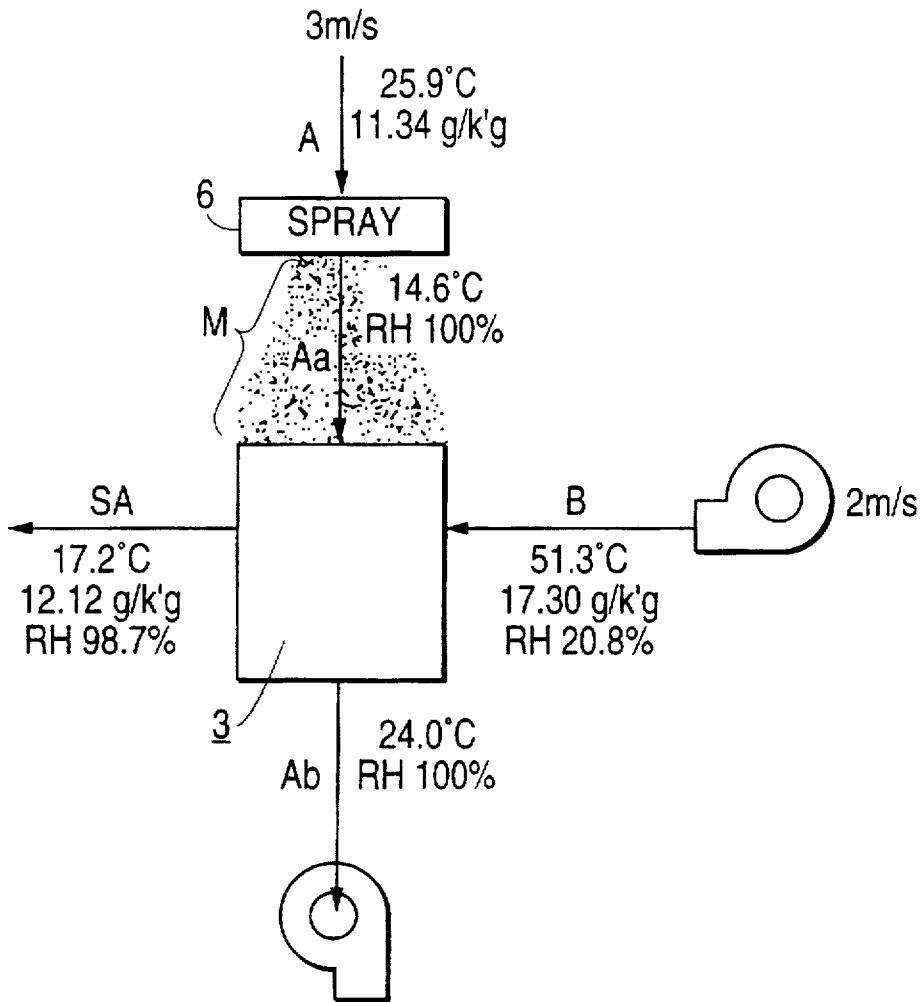 3m/s
25.9°C
11.34 g/k'g
A
6
SPRAY
14.6°C
RH 100%
M
Aa
SA
B
2m/s
17.2°C
12.12 g/k'g
RH 98.7%
51.3°C
17.30 g/k'g
RH 20.8%
3
24.0°C
Ab
RH 100%